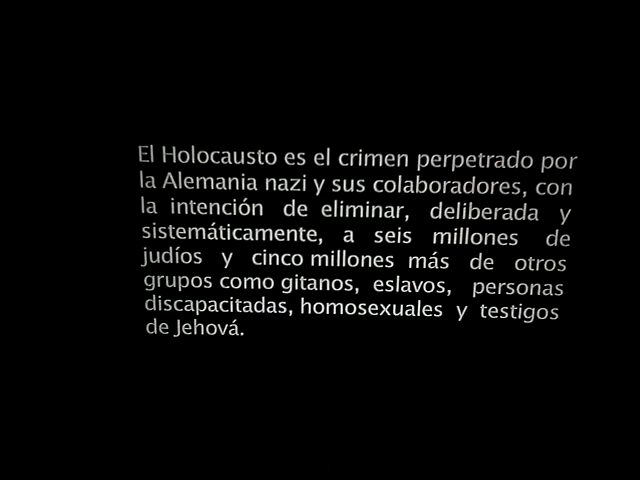 El Holocausto es el crimen perpetrado por
la Alemania nazi y sus colaboradores, con
la intención de eliminar, deliberada y
sistemáticamente, a seis millones de
judíos y cinco millones más de otros
grupos como gitanos, eslavos, personas
discapacitadas, homosexuales y testigos
de Jehová.